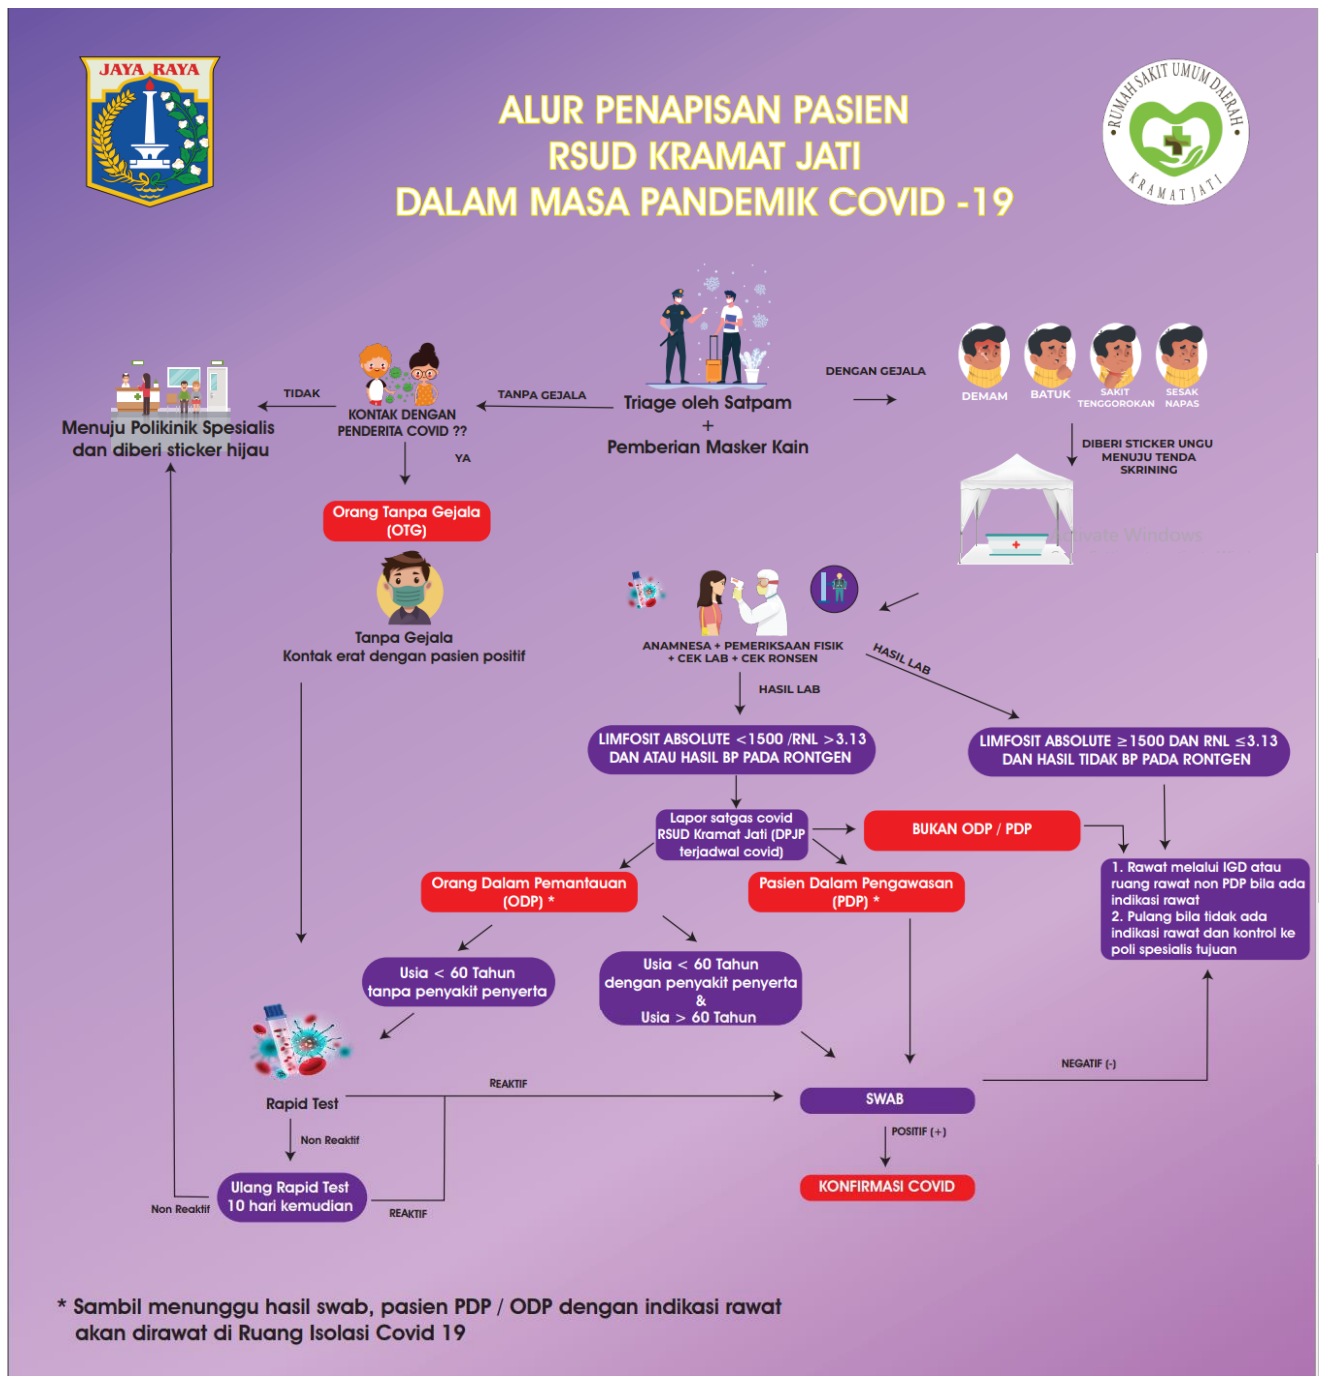 JAYA RAYA
ALUR PENAPISAN PASIEN
RSUD KRAMAT JATI
DALAM MASA PANDEMIK COVID -19
RUMAH SAKIT UMUM DAERAH
KRAMAT JATI
Triage oleh Satpam
+
Pemberian Masker Kain
TANPA GEJALA
DENGAN GEJALA
KONTAK DENGAN
PENDERITA COVID ??
TIDAK
YA
Menuju Polikinik Spesialis
dan diberi sticker hijau
DEMAM
BATUK
SAKIT
TENGGOROKAN
SESAK
NAPAS
DIBERI STICKER UNGU
MENUJU TENDA
SKRINING
Activate Windows
Orang Tanpa Gejala
(OTG)
Tanpa Gejala
Kontak erat dengan pasien positif
ANAMNESA + PEMERIKSAAN FISIK
+ CEK LAB + CEK RONSEN
HASIL LAB
HASIL LAB
LIMFOSIT ABSOLUTE <1500 /RNL >3.13
DAN ATAU HASIL BP PADA RONTGEN
LIMFOSIT ABSOLUTE ≥1500 DAN RNL ≤3.13
DAN HASIL TIDAK BP PADA RONTGEN
Lapor satgas covid
RSUD Kramat Jati (DPJP
terjadwal covid)
BUKAN ODP / PDP
Orang Dalam Pemantauan
(ODP) *
Pasien Dalam Pengawasan
(PDP) *
1. Rawat melalui IGD atau
ruang rawat non PDP bila ada
indikasi rawat
2. Pulang bila tidak ada
indikasi rawat dan kontrol ke
poli spesialis tujuan
Usia < 60 Tahun
tanpa penyakit penyerta
Usia < 60 Tahun
dengan penyakit penyerta
&
Usia > 60 Tahun
Rapid Test
REAKTIF
SWAB
NEGATIF (-)
Non Reaktif
POSITIF (+)
Ulang Rapid Test
10 hari kemudian
Non Reaktif
REAKTIF
KONFIRMASI COVID
* Sambil menunggu hasil swab, pasien PDP / ODP dengan indikasi rawat
akan dirawat di Ruang Isolasi Covid 19